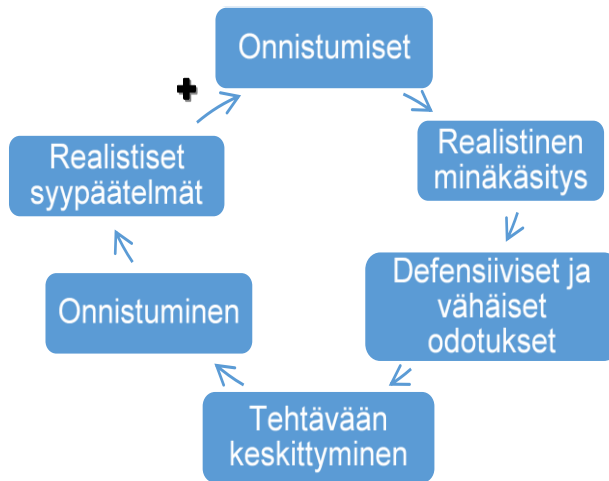 Onnistumiset
Realistinen
minäkäsitys
Defensiiviset ja
vähäiset
odotukset
Tehtävään
keskittyminen
Onnistuminen
Realistiset
syypäätelmät
+